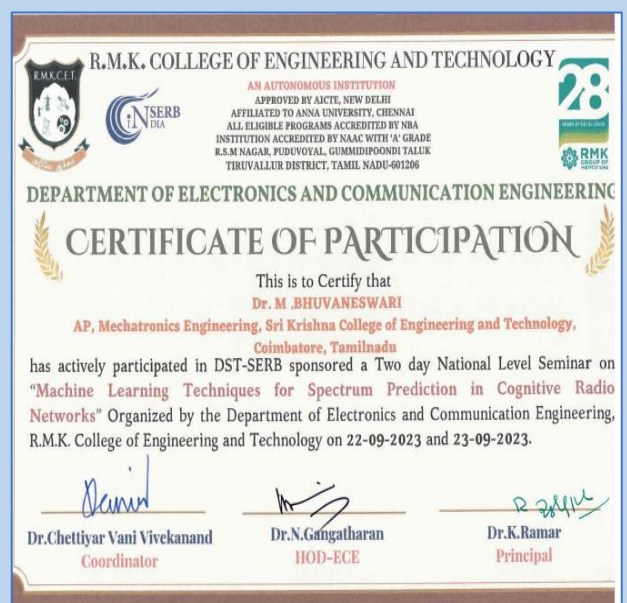 R.M.K. COLLEGE OF ENGINEERING AND TECHNOLOGY
R.M.K.C.E.T.
SERB
INDIA
28
YEARS OF EXCELLENCE
RMK
GROUP OF
INSTITUTIONS
AN AUTONOMOUS INSTITUTION
APPROVED BY AICTE, NEW DELHI
AFFILIATED TO ANNA UNIVERSITY, CHENNAI
ALL ELIGIBLE PROGRAMS ACCREDITED BY NBA
INSTITUTION ACCREDITED BY NAAC WITH 'A' GRADE
R.S.M NAGAR, PUDUVOYAL, GUMMIDIPOONDI TALUK
TIRUVALLUR DISTRICT, TAMIL NADU-601206
DEPARTMENT OF ELECTRONICS AND COMMUNICATION ENGINEERING
CERTIFICATE OF PARTICIPATION
This is to Certify that
Dr. M .BHUVANESWARI
AP, Mechatronics Engineering, Sri Krishna College of Engineering and Technology,
Coimbatore, Tamilnadu
has actively participated in DST-SERB sponsored a Two day National Level Seminar on
“Machine Learning Techniques for Spectrum Prediction in Cognitive Radio
Networks” Organized by the Department of Electronics and Communication Engineering,
R.M.K. College of Engineering and Technology on 22-09-2023 and 23-09-2023.
Dr.Chettiyar Vani Vivekanand
Coordinator
Dr.N.Gangatharan
HOD-ECE
Dr.K.Ramar
Principal